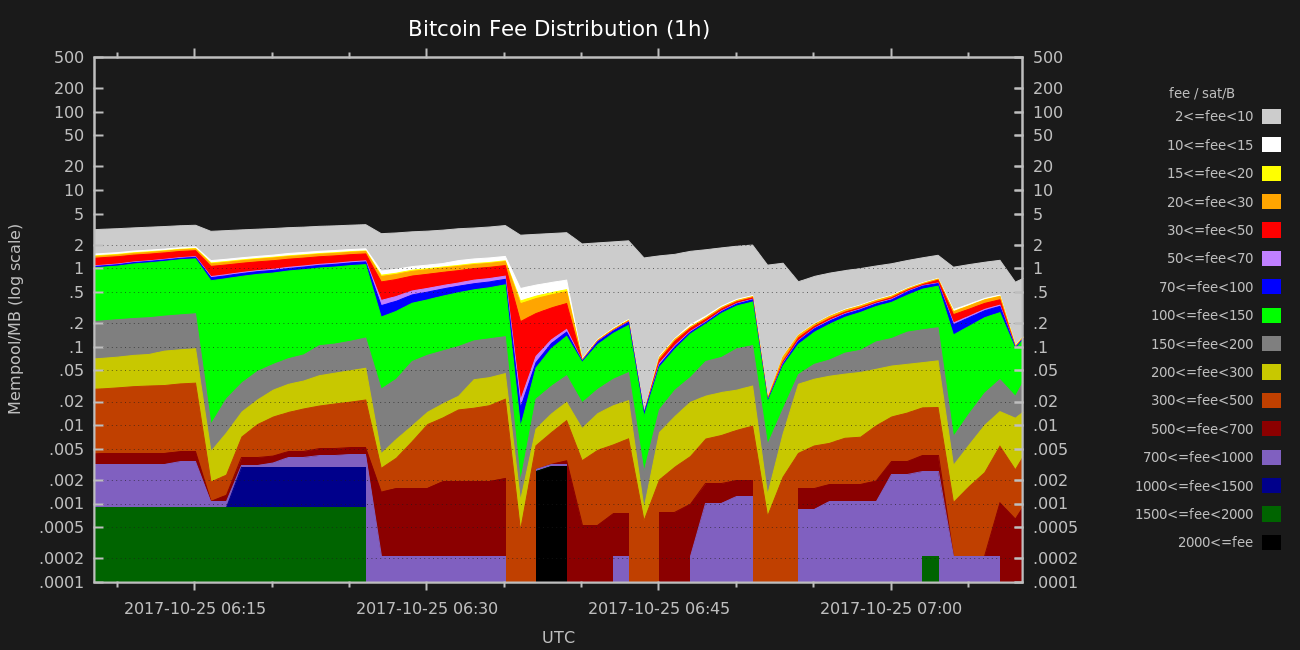 Bitcoin Fee Distribution (1h)
500
200
100
50
20
10
5
2
1
.5
.2
.1
.05
.02
.01
.005
.002
.001
.0005
.0002
.0001
Mempool/MB (log scale)
500
200
100
50
20
10
5
2
1
.5
.2
.1
.05
.02
.01
.005
.002
.001
.0005
.0002
.0001
2017-10-25 06:15
2017-10-25 06:30
2017-10-25 06:45
2017-10-25 07:00
UTC
fee / sat/B
2<=fee<10
10<=fee<15
15<=fee<20
20<=fee<30
30<=fee<50
50<=fee<70
70<=fee<100
100<=fee<150
150<=fee<200
200<=fee<300
300<=fee<500
500<=fee<700
700<=fee<1000
1000<=fee<1500
1500<=fee<2000
2000<=fee